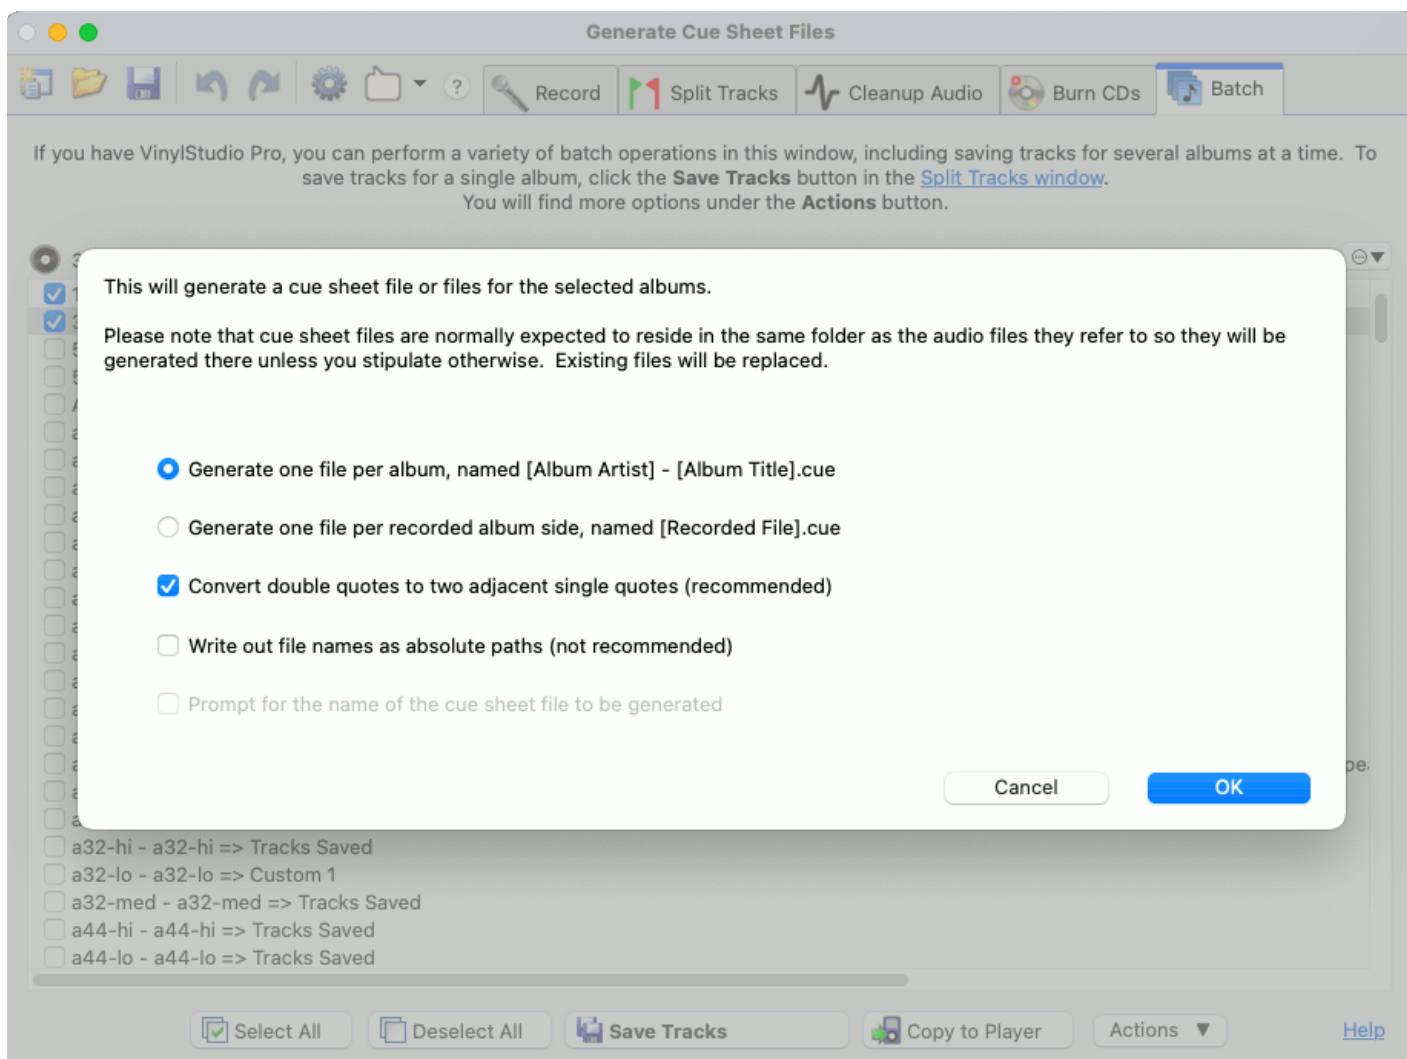 Generate Cue Sheet Files
?
Record
Split Tracks
Cleanup Audio
Burn CDs
Batch
If you have VinylStudio Pro, you can perform a variety of batch operations in this window, including saving tracks for several albums at a time.  To
save tracks for a single album, click the Save Tracks button in the Split Tracks window.
You will find more options under the Actions button.
This will generate a cue sheet file or files for the selected albums.
Please note that cue sheet files are normally expected to reside in the same folder as the audio files they refer to so they will be
generated there unless you stipulate otherwise.  Existing files will be replaced.
Generate one file per album, named [Album Artist] - [Album Title].cue
Generate one file per recorded album side, named [Recorded File].cue
Convert double quotes to two adjacent single quotes (recommended)
Write out file names as absolute paths (not recommended)
Prompt for the name of the cue sheet file to be generated
Cancel
OK
a32-hi - a32-hi => Tracks Saved
a32-lo - a32-lo => Custom 1
a32-med - a32-med => Tracks Saved
a44-hi - a44-hi => Tracks Saved
a44-lo - a44-lo => Tracks Saved
Select All
Deselect All
Save Tracks
Copy to Player
Actions ▼
Help